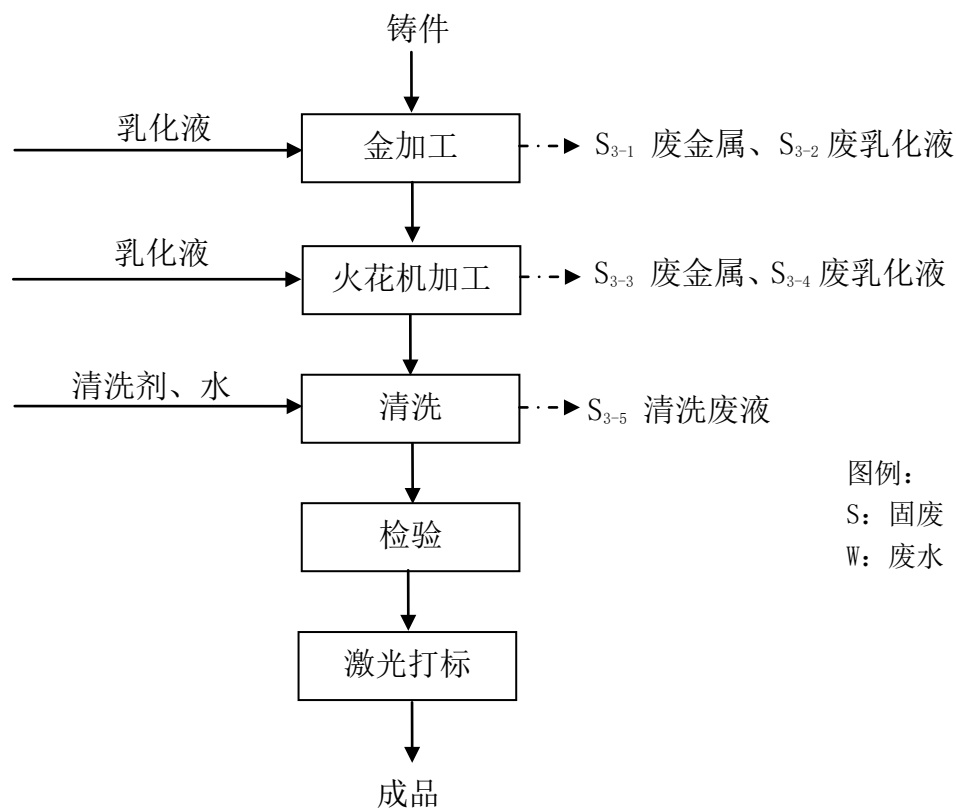 铸件
乳化液
金加工
S3-1 废金属、S3-2 废乳化液
乳化液
火花机加工
S3-3 废金属、S3-4 废乳化液
清洗剂、水
清洗
S3-5 清洗废液
检验
图例：
S：固废
W：废水
激光打标
成品